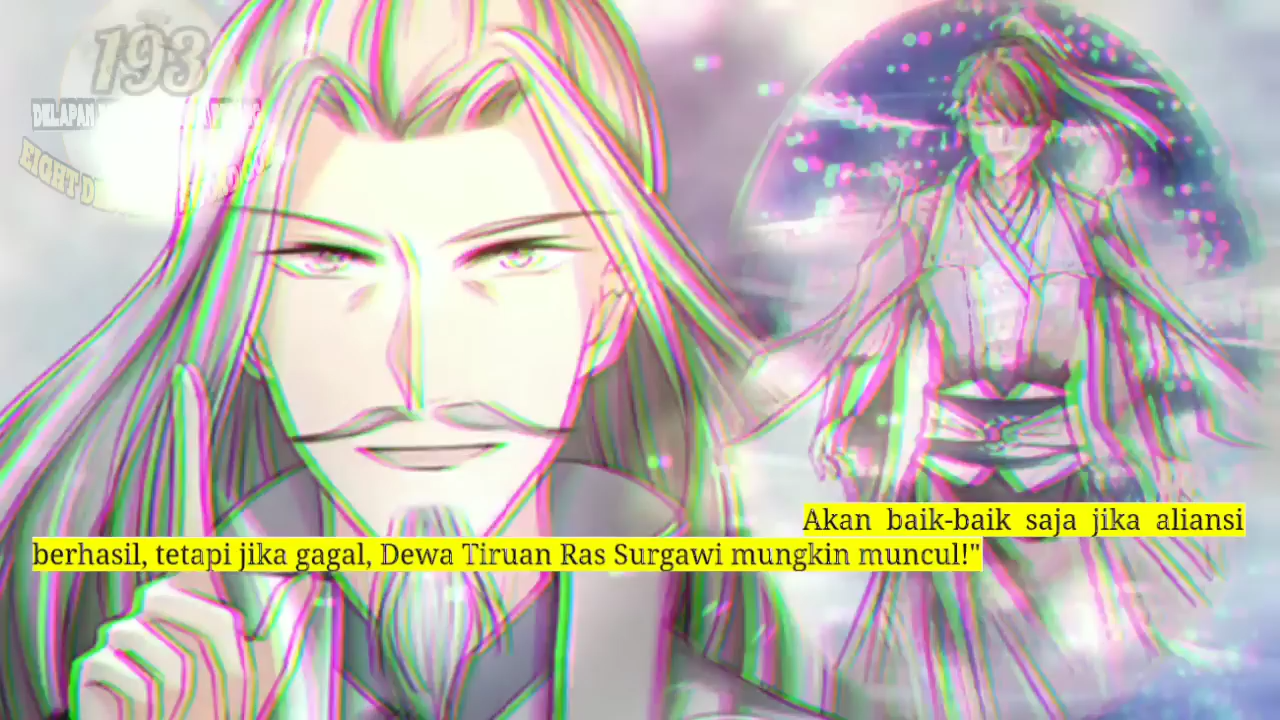 193
DELAPAN
EIGHT
Akan baik-baik saja jika aliansi
berhasil, tetapi jika gagal, Dewa Tiruan Ras Surgawi mungkin muncul!"